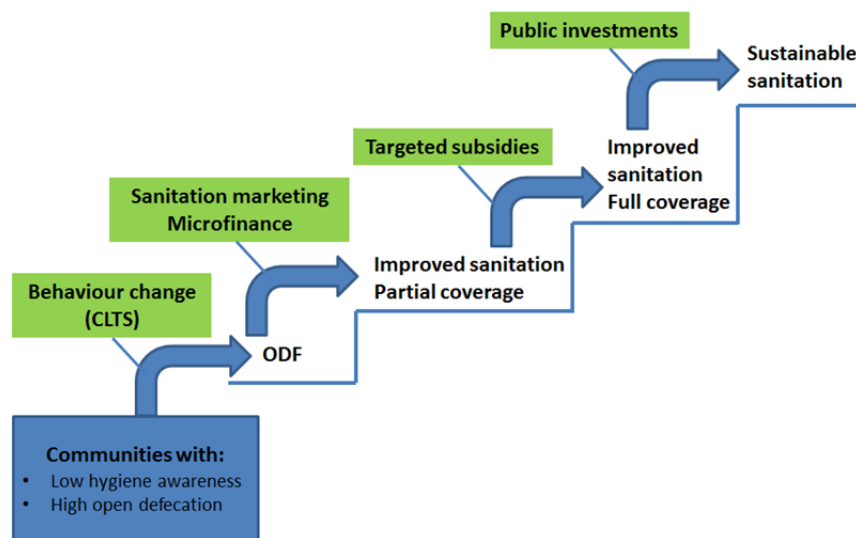 Public investments
Sustainable
sanitation
Targeted subsidies
Improved
sanitation
Full coverage
Sanitation marketing
Microfinance
Improved sanitation
Partial coverage
Behaviour change
(CLTS)
ODF
Communities with:
• Low hygiene awareness
• High open defecation